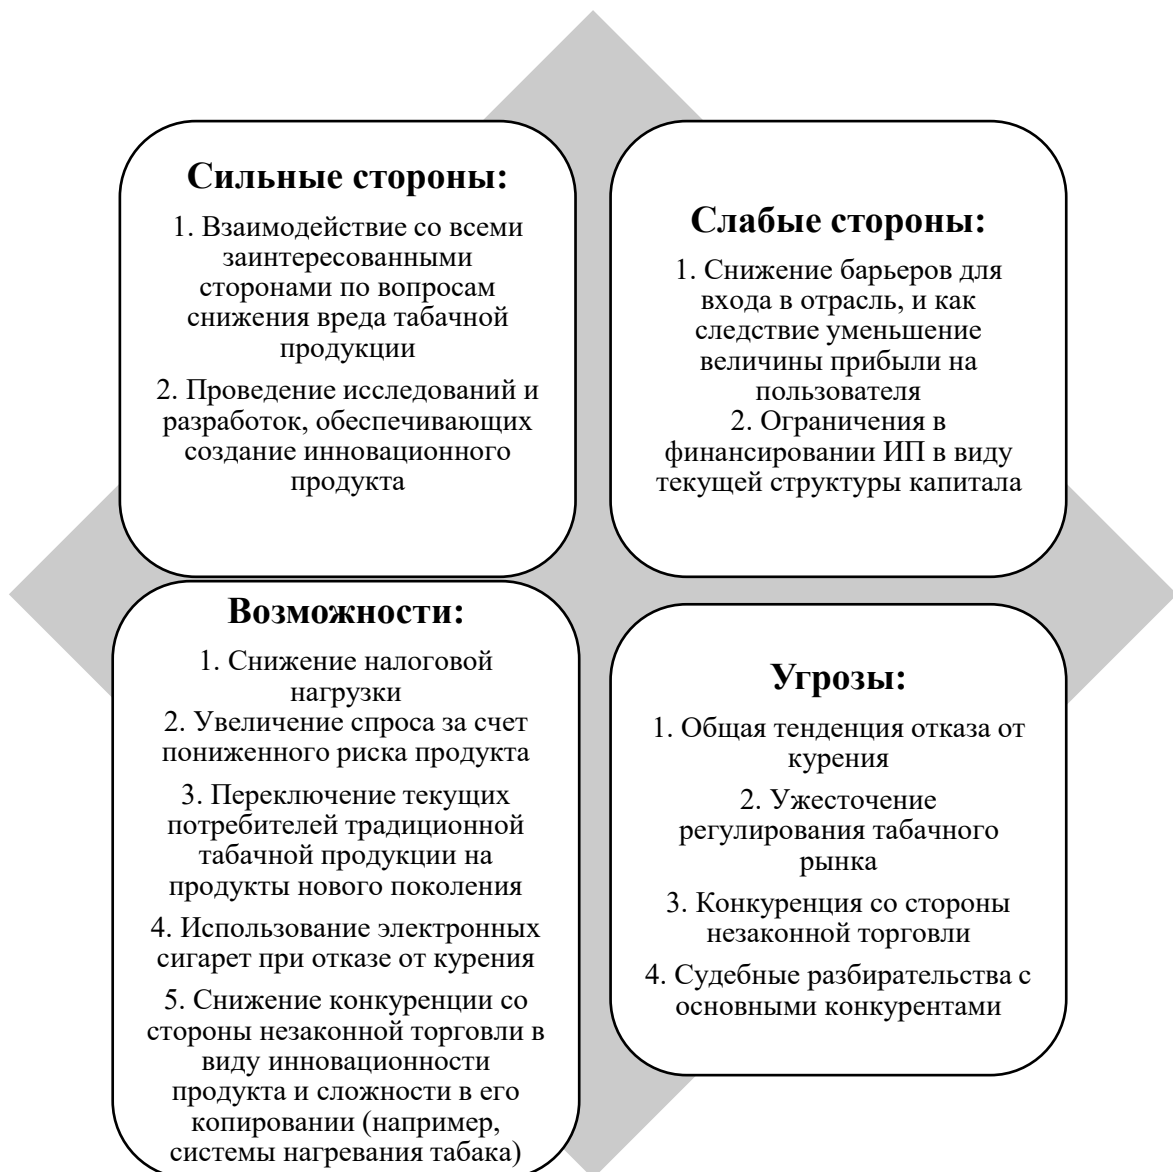 Сильные стороны:
1. Взаимодействие со всеми
заинтересованными
сторонами по вопросам
снижения вреда табачной
продукции
2. Проведение исследований и
разработок, обеспечивающих
создание инновационного
продукта
Слабые стороны:
1. Снижение барьеров для
входа в отрасль, и как
следствие уменьшение
величины прибыли на
пользователя
2. Ограничения в
финансировании ИП в виду
текущей структуры капитала
Возможности:
1. Снижение налоговой
нагрузки
2. Увеличение спроса за счет
пониженного риска продукта
3. Переключение текущих
потребителей традиционной
табачной продукции на
продукты нового поколения
4. Использование электронных
сигарет при отказе от курения
5. Снижение конкуренции со
стороны незаконной торговли в
виду инновационности
продукта и сложности в его
копировании (например,
системы нагревания табака)
Угрозы:
1. Общая тенденция отказа от
курения
2. Ужесточение
регулирования табачного
рынка
3. Конкуренция со стороны
незаконной торговли
4. Судебные разбирательства с
основными конкурентами